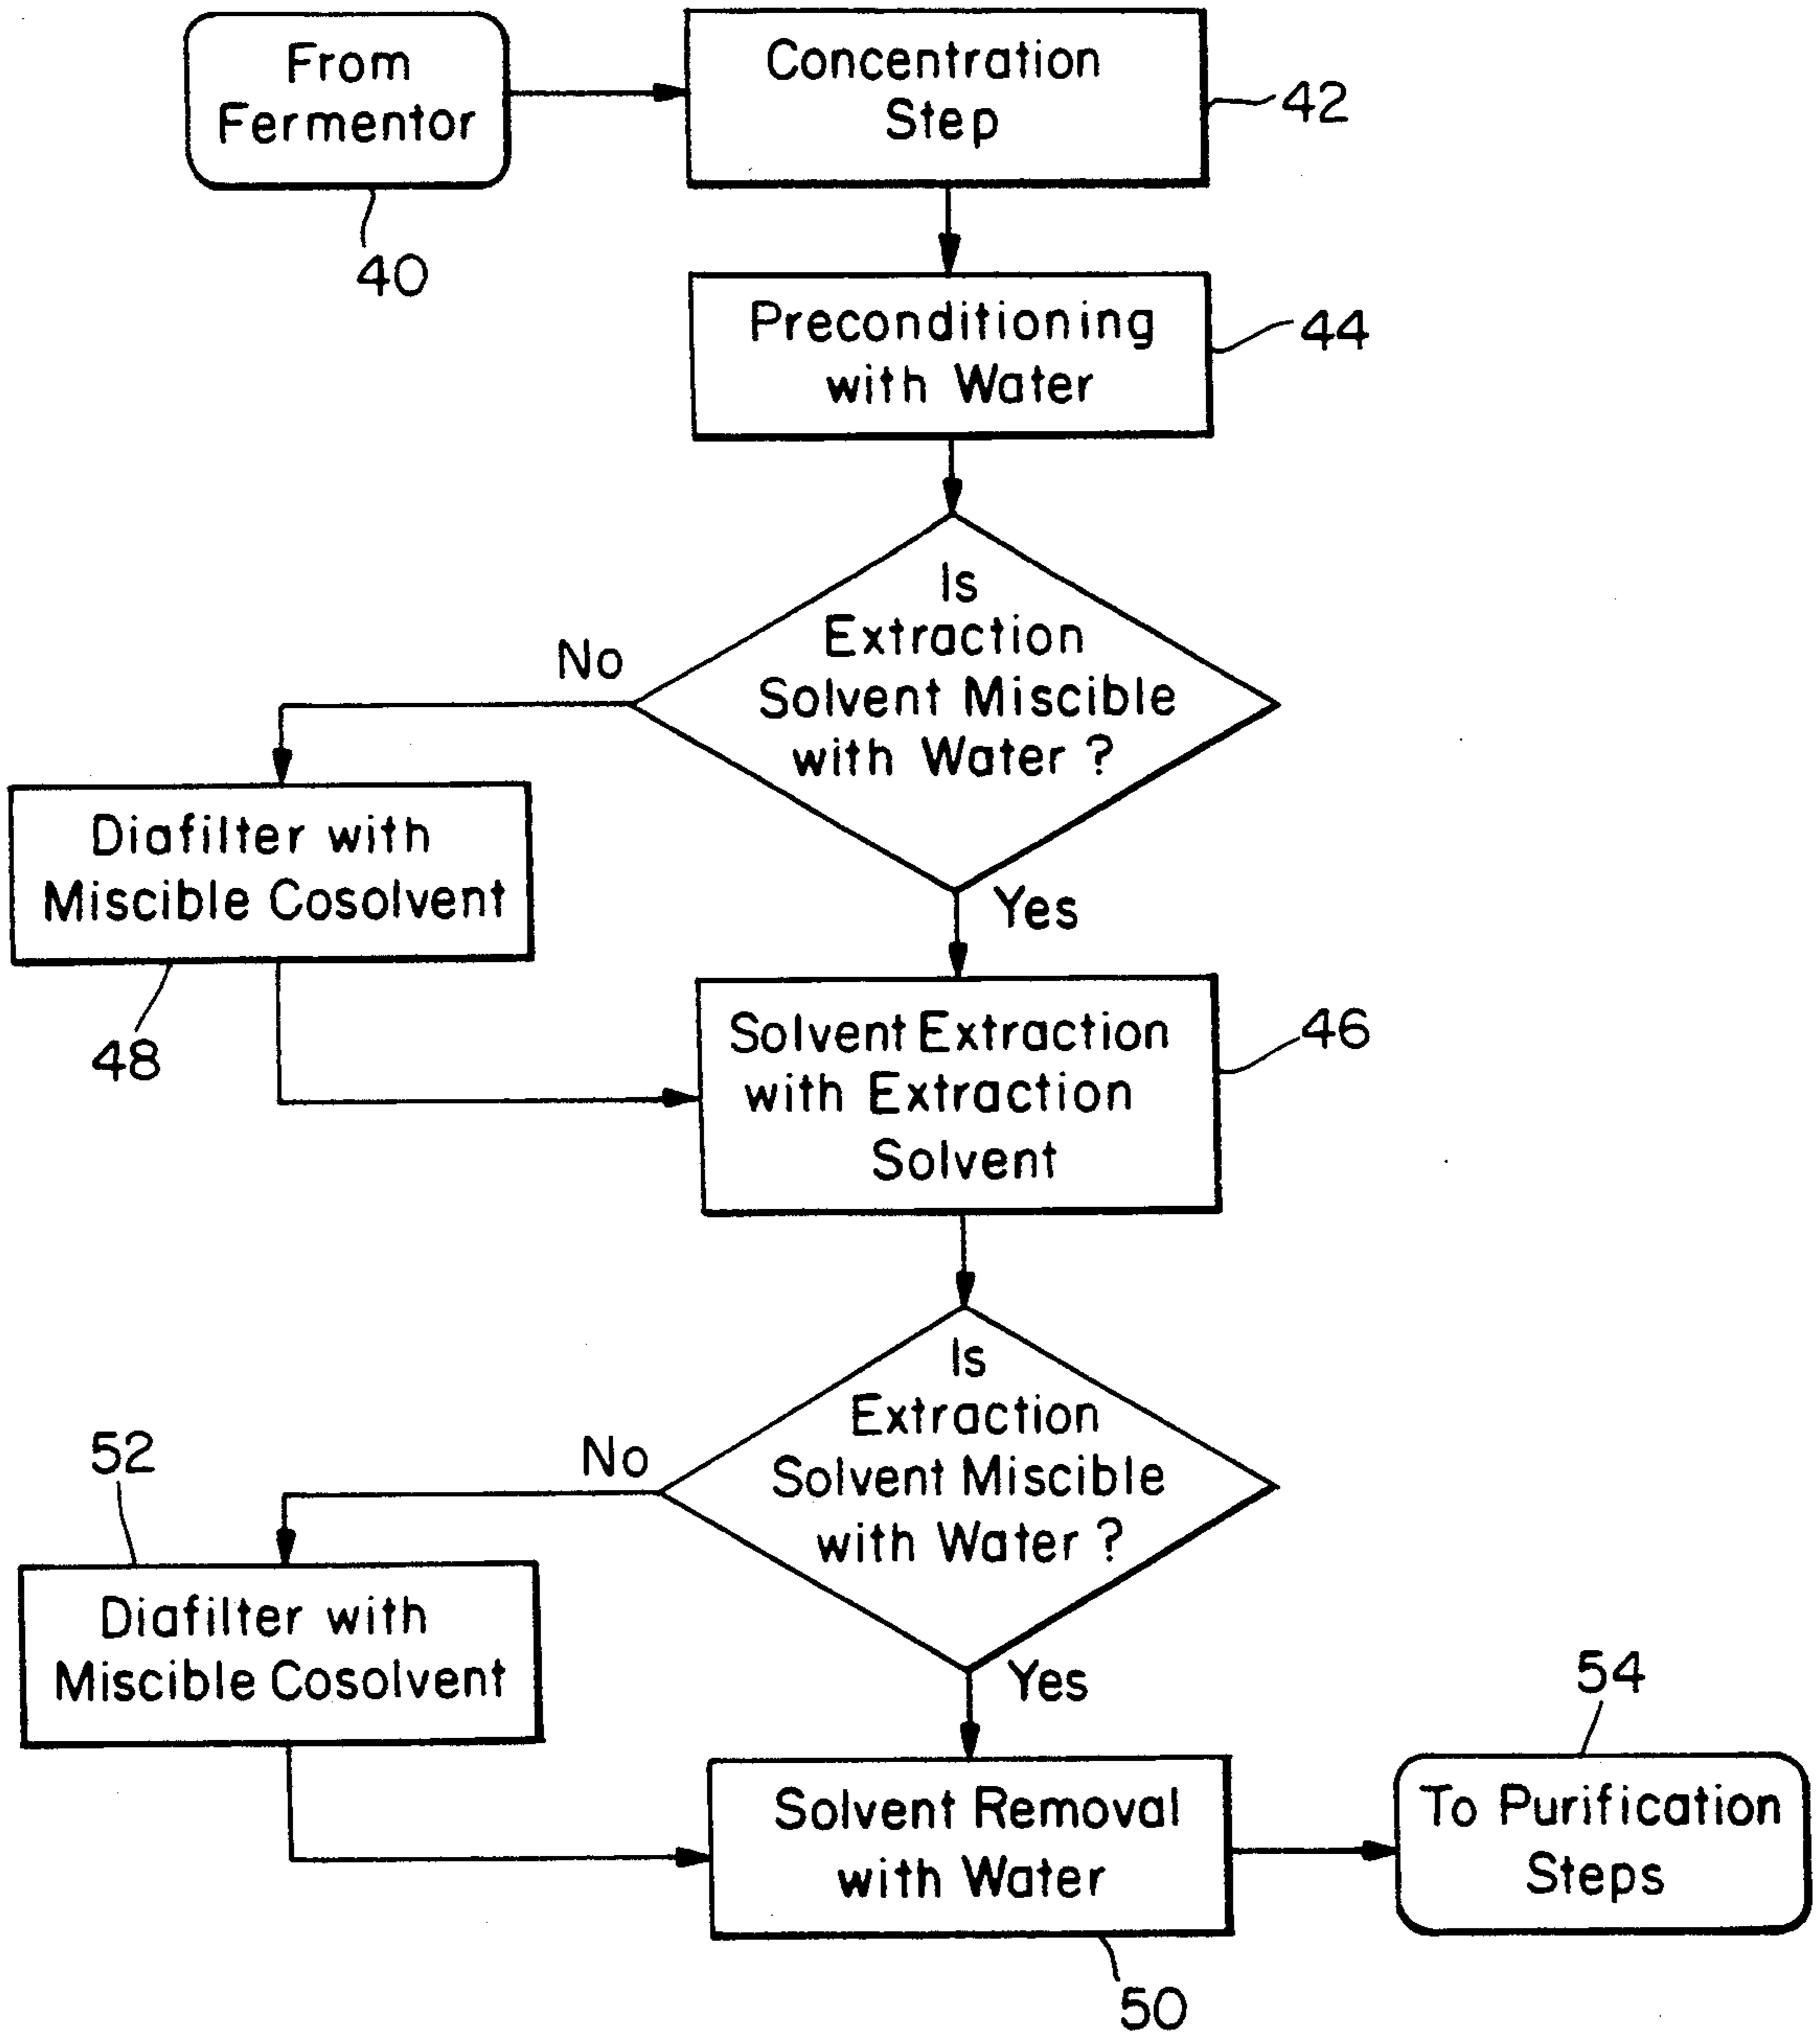 From
Fermentor
40
Concentration
Step
42
Preconditioning
with Water
44
Is
Extraction
Solvent Miscible
with Water ?
No
Yes
Diafilter with
Miscible Cosolvent
48
Solvent Extraction
with Extraction
Solvent
46
Is
Extraction
Solvent Miscible
with Water ?
No
Yes
52
Diafilter with
Miscible Cosolvent
Solvent Removal
with Water
50
54
To Purification
Steps